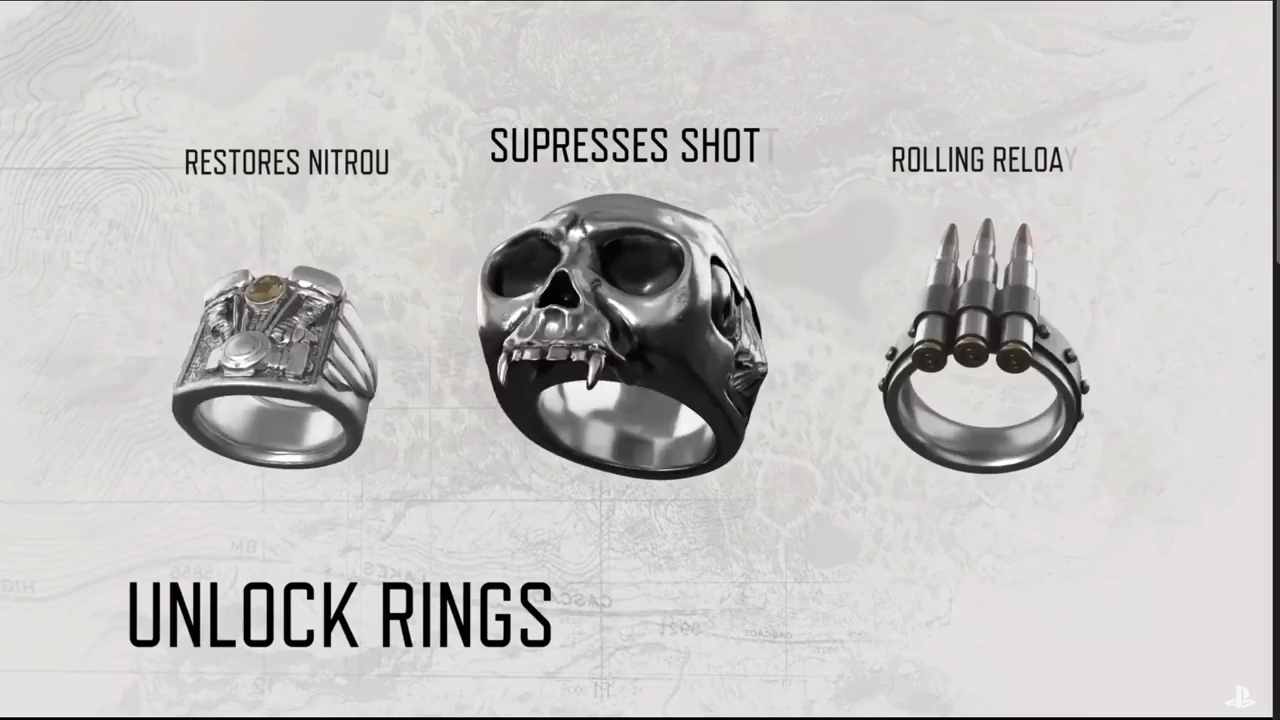 SUPRESSES SHOT
RESTORES NITROU
ROLLING RELOA
UNLOCK RINGS